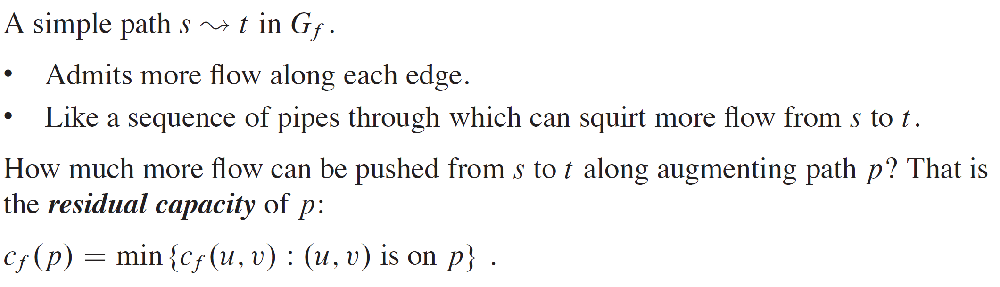 A simple path s ⇝ t in G_f.
• Admits more flow along each edge.
• Like a sequence of pipes through which can squirt more flow from s to t.
How much more flow can be pushed from s to t along augmenting path p? That is
the residual capacity of p:
c_f(p) = min {c_f(u, v) : (u, v) is on p} .